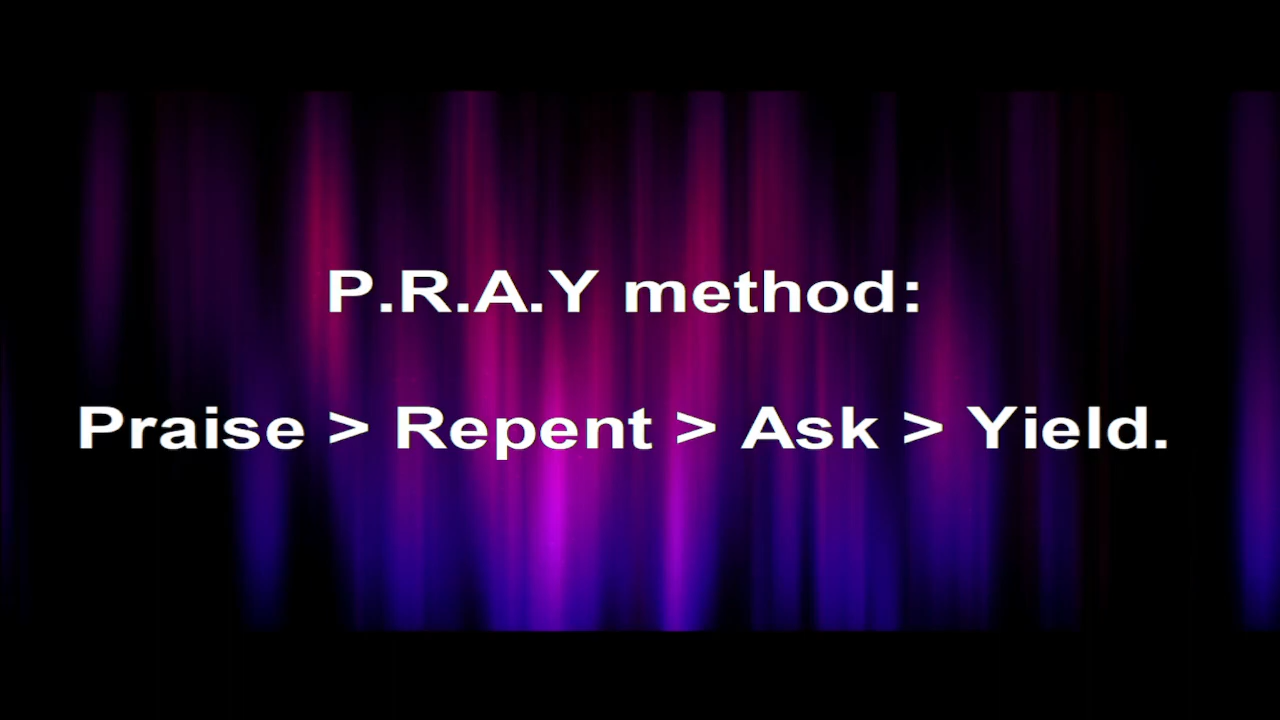 P.R.A.Y method:
Praise > Repent > Ask > Yield.